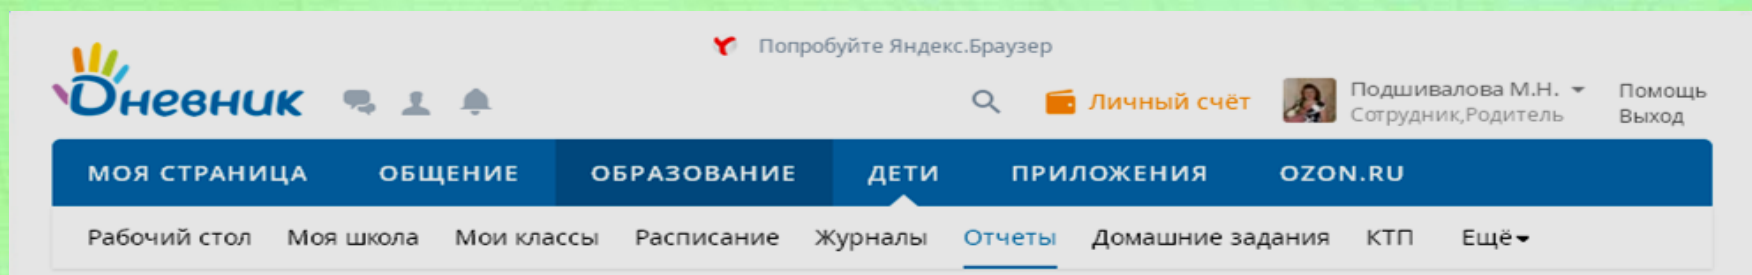 Попробуйте Яндекс.Браузер
Дневник
Личный счёт
Подшивалова М.Н.
Сотрудник,Родитель
Помощь
Выход
МОЯ СТРАНИЦА ОБЩЕНИЕ ОБРАЗОВАНИЕ ДЕТИ ПРИЛОЖЕНИЯ OZON.RU
Рабочий стол Моя школа Мои классы Расписание Журналы Отчеты Домашние задания КТП Ещё